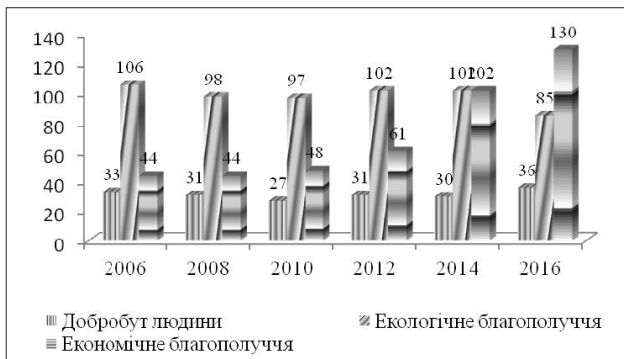 140
120
100
80
60
40
20
0
33 106 44
31 98 44
27 97 48
31 102 61
30 102 102
36 85 130
2006 2008 2010 2012 2014 2016
Добробут людини Екологічне благополуччя
Економічне благополуччя